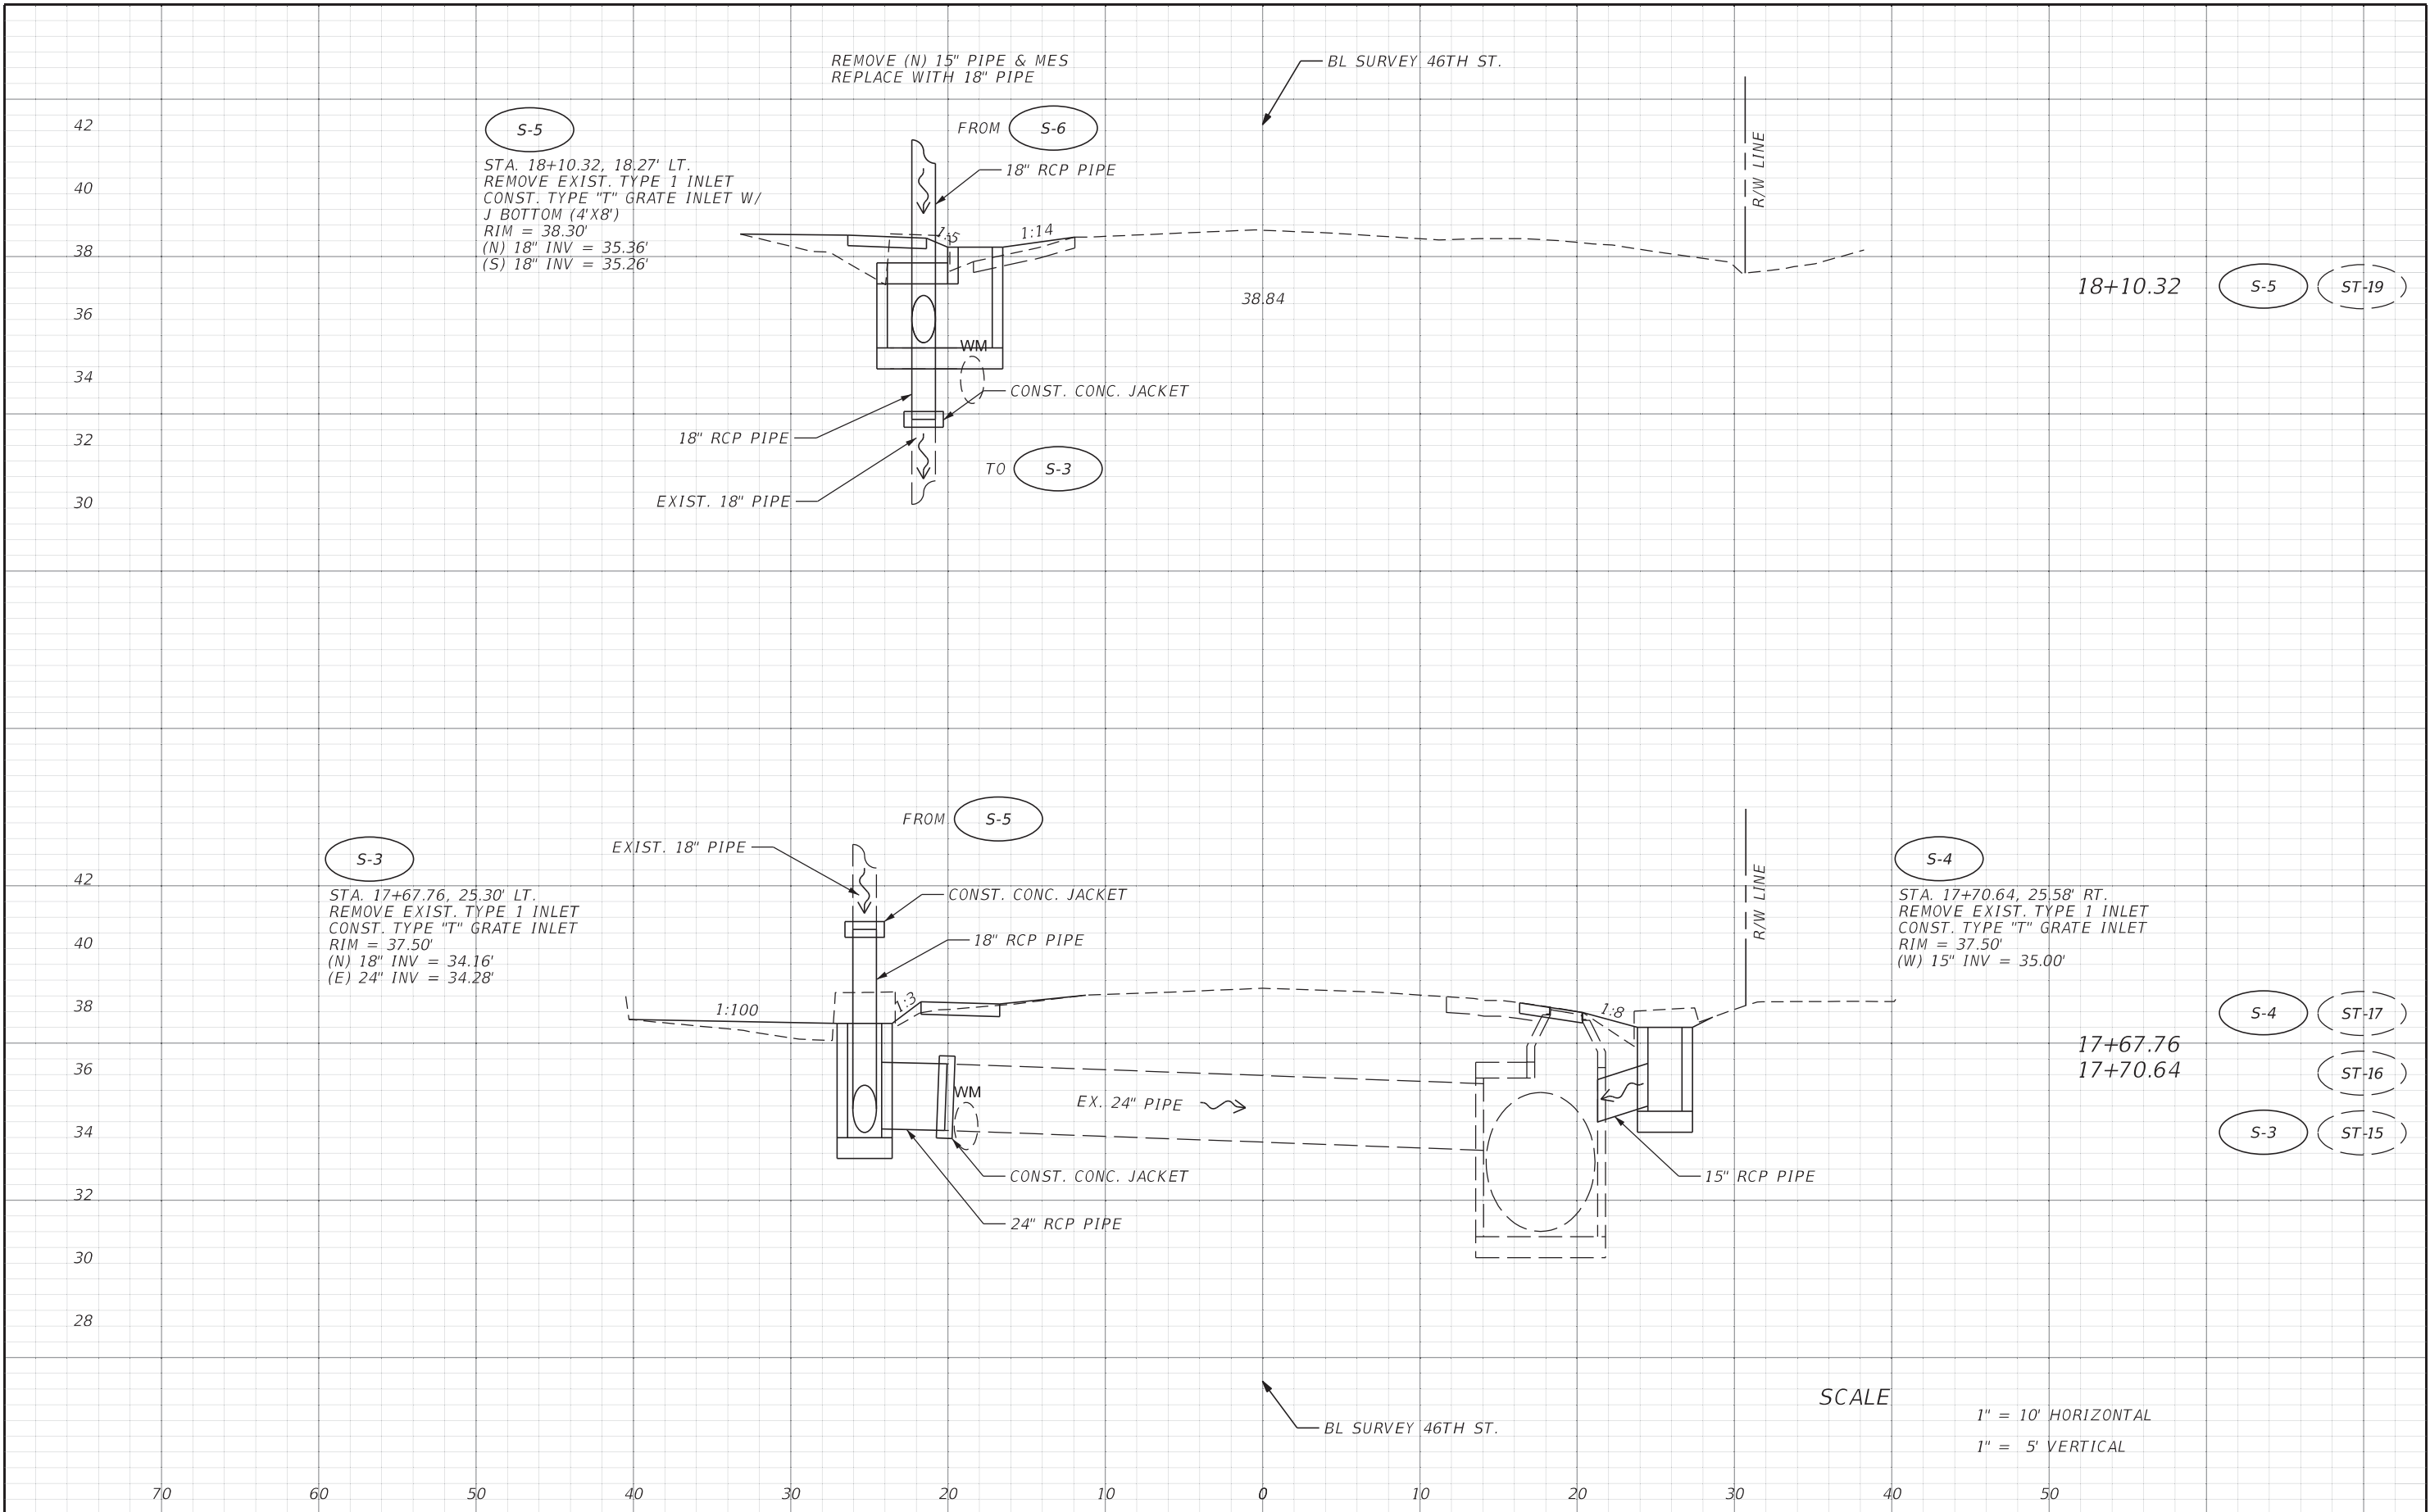 REMOVE (N) 15" PIPE & MES
REPLACE WITH 18" PIPE
BL SURVEY 46TH ST.
42
40
38
36
34
32
30
S-5
STA. 18+10.32, 18.27' LT.
REMOVE EXIST. TYPE 1 INLET
CONST. TYPE "T" GRATE INLET W/
J BOTTOM (4'X8')
RIM = 38.30'
(N) 18" INV = 35.36'
(S) 18" INV = 35.26'
FROM S-6
18" RCP PIPE
1:5
1:14
R/W LINE
38.84
18+10.32 S-5 ST-19
WM
CONST. CONC. JACKET
18" RCP PIPE
TO S-3
EXIST. 18" PIPE
FROM S-5
EXIST. 18" PIPE
S-3
STA. 17+67.76, 25.30' LT.
REMOVE EXIST. TYPE 1 INLET
CONST. TYPE "T" GRATE INLET
RIM = 37.50'
(N) 18" INV = 34.16'
(E) 24" INV = 34.28'
CONST. CONC. JACKET
18" RCP PIPE
R/W LINE
S-4
STA. 17+70.64, 25.58' RT.
REMOVE EXIST. TYPE 1 INLET
CONST. TYPE "T" GRATE INLET
RIM = 37.50'
(W) 15" INV = 35.00'
42
40
38
36
34
32
30
28
1:100
1:3
1:8
S-4 ST-17
17+67.76
17+70.64
ST-16
S-3 ST-15
WM
EX. 24" PIPE
CONST. CONC. JACKET
24" RCP PIPE
15" RCP PIPE
BL SURVEY 46TH ST.
SCALE
1" = 10' HORIZONTAL
1" = 5' VERTICAL
70 60 50 40 30 20 10 0 10 20 30 40 50